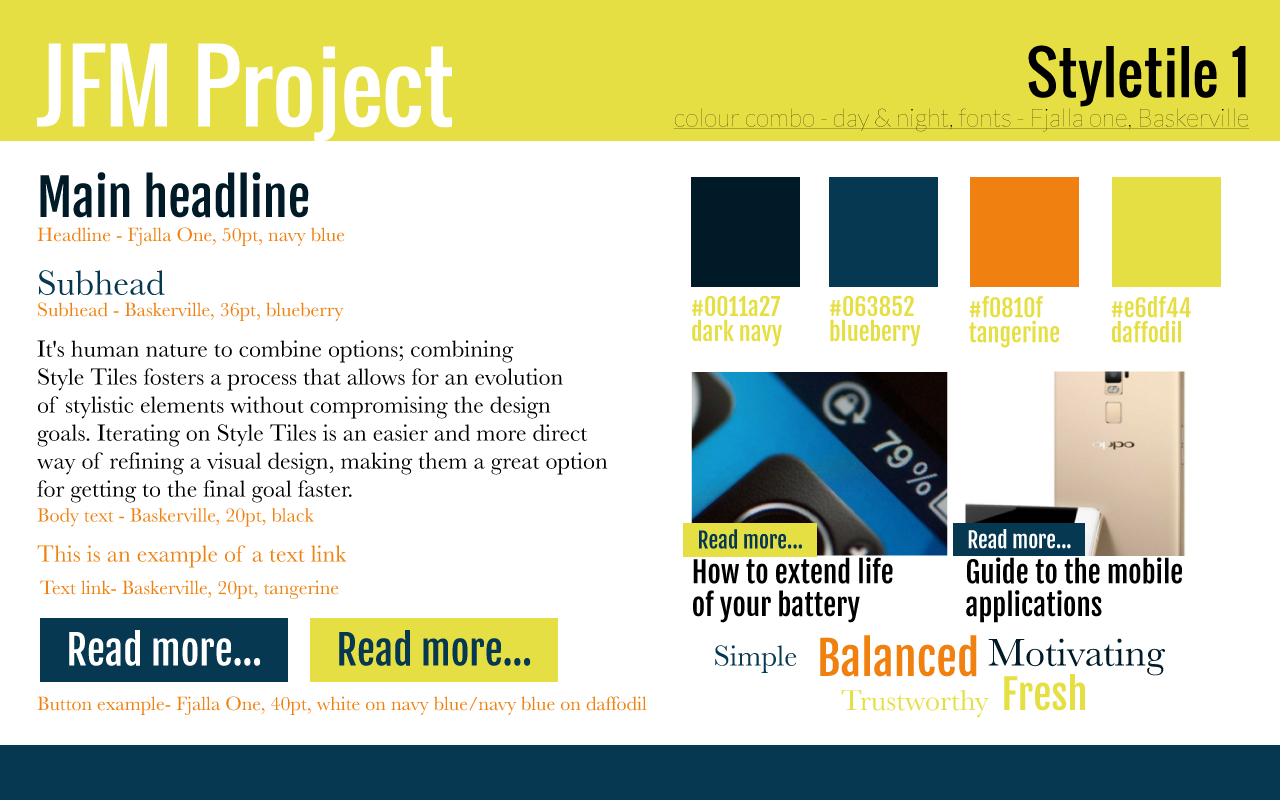 JFM Project
Styletile 1
colour combo - day & night, fonts - Fjalla one, Baskerville
Main headline
Headline - Fjalla One, 50pt, navy blue
Subhead
Subhead - Baskerville, 36pt, blueberry
It's human nature to combine options; combining
Style Tiles fosters a process that allows for an evolution
of stylistic elements without compromising the design
goals. Iterating on Style Tiles is an easier and more direct
way of refining a visual design, making them a great option
for getting to the final goal faster.
Body text - Baskerville, 20pt, black
This is an example of a text link
Text link- Baskerville, 20pt, tangerine
Read more...
Read more...
Button example- Fjalla One, 40pt, white on navy blue/navy blue on daffodil
#0011a27
dark navy
#063852
blueberry
#f0810f
tangerine
#e6df44
daffodil
79%
Read more...
How to extend life
of your battery
oppo
Read more...
Guide to the mobile
applications
Simple
Balanced
Motivating
Trustworthy
Fresh